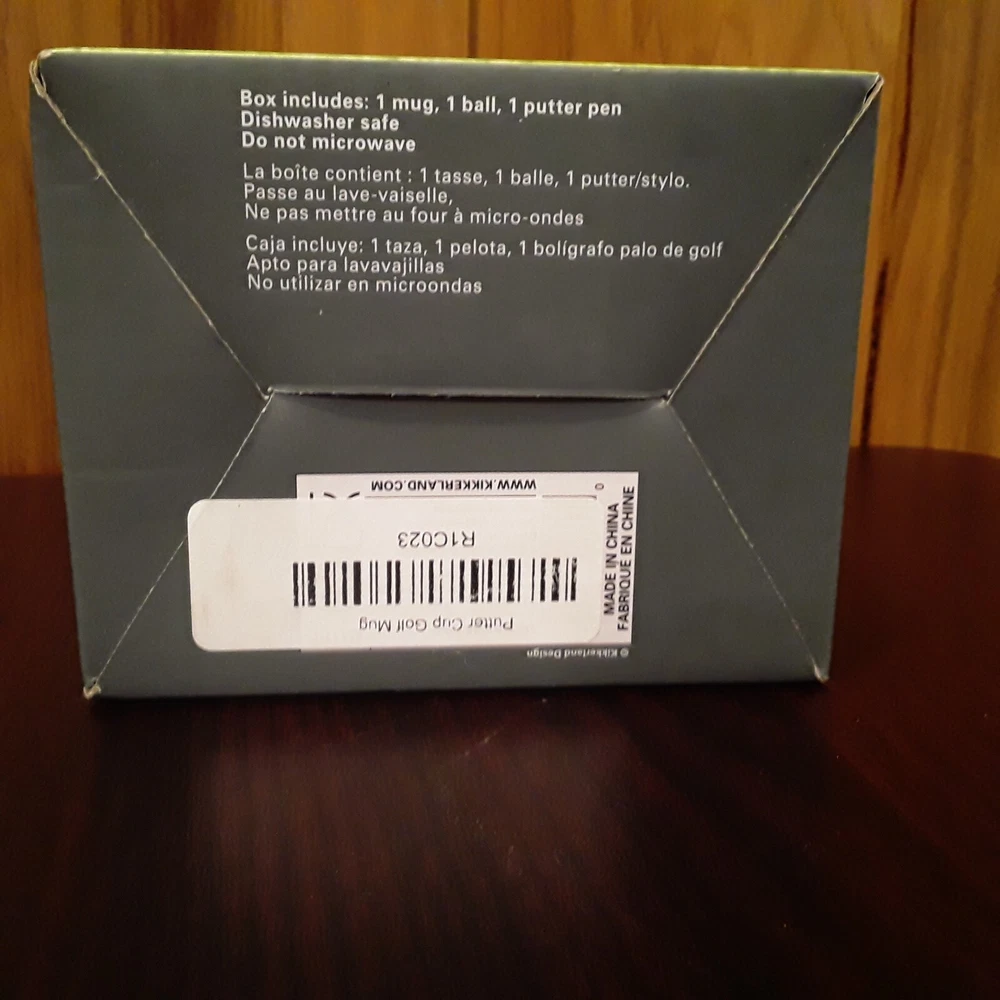 Box includes: 1 mug, 1 ball, 1 putter pen
Dishwasher safe
Do not microwave
La boîte contient : 1 tasse, 1 balle, 1 putter/stylo.
Passe au lave-vaiselle,
Ne pas mettre au four à micro-ondes
Caja incluye: 1 taza, 1 pelota, 1 bolígrafo palo de golf
Apto para lavavajillas
No utilizar en microondas
WWW.KIKKERLAND.COM
0
R1C023
Putter Cup Golf Mug
MADE IN CHINA
FABRIQUE EN CHINE
© Kikkerland Design